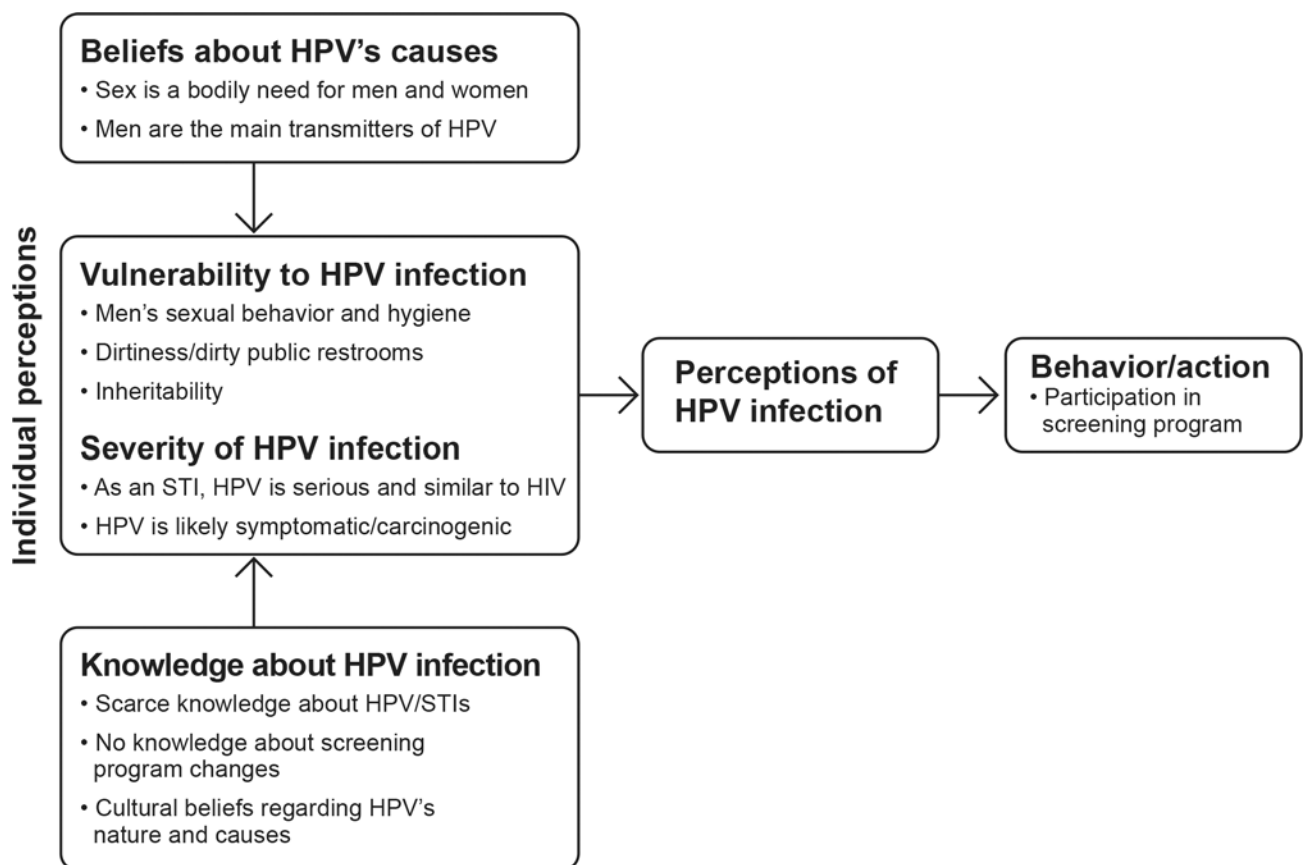 Beliefs about HPV’s causes
• Sex is a bodily need for men and women
• Men are the main transmitters of HPV
Individual perceptions
Vulnerability to HPV infection
• Men’s sexual behavior and hygiene
• Dirtiness/dirty public restrooms
• Inheritability
Severity of HPV infection
• As an STI, HPV is serious and similar to HIV
• HPV is likely symptomatic/carcinogenic
Perceptions of
HPV infection
Behavior/action
• Participation in
screening program
Knowledge about HPV infection
• Scarce knowledge about HPV/STIs
• No knowledge about screening
program changes
• Cultural beliefs regarding HPV’s
nature and causes